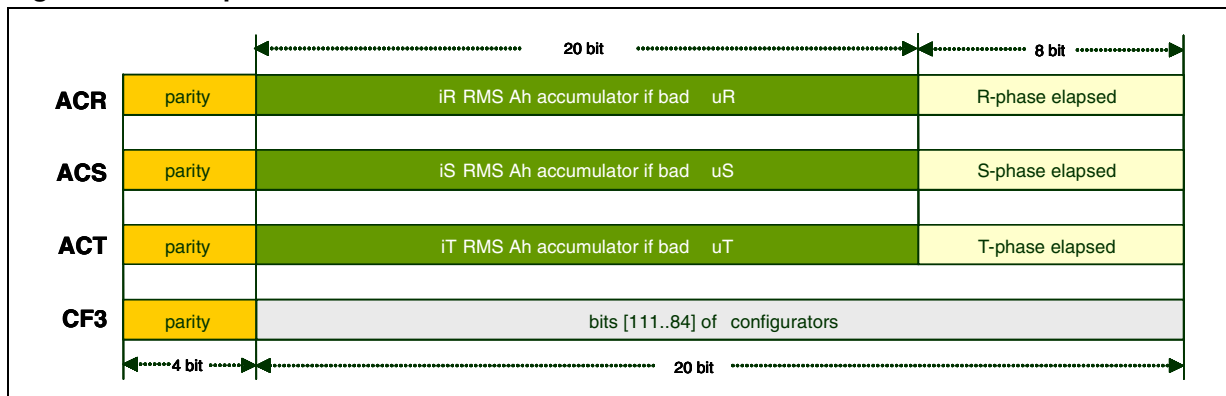 20 bit 8 bit
ACR parity iR RMS Ah accumulator if bad uR R-phase elapsed
ACS parity iS RMS Ah accumulator if bad uS S-phase elapsed
ACT parity iT RMS Ah accumulator if bad uT T-phase elapsed
CF3 parity bits [111..84] of configurators
4 bit 20 bit